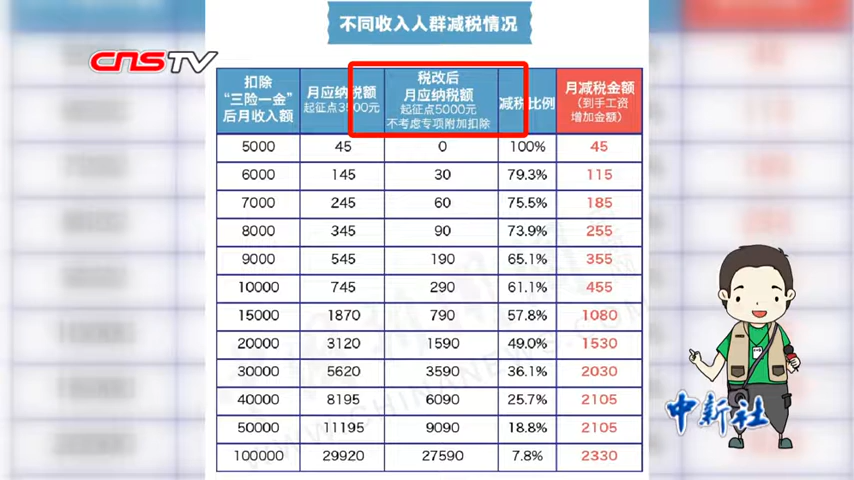 不同收入人群减税情况
CNSTV
扣除
“三险一金”
后月收入额
月应纳税额
起征点3500元
税改后
月应纳税额
起征点5000元
不考虑专项附加扣除
减税比例
月减税金额
(到手工资
增加金额)
5000 45 0 100% 45
6000 145 30 79.3% 115
7000 245 60 75.5% 185
8000 345 90 73.9% 255
9000 545 190 65.1% 355
10000 745 290 61.1% 455
15000 1870 790 57.8% 1080
20000 3120 1590 49.0% 1530
30000 5620 3590 36.1% 2030
40000 8195 6090 25.7% 2105
50000 11195 9090 18.8% 2105
100000 29920 27590 7.8% 2330
中新社
WWW.CHINANEWS.COM